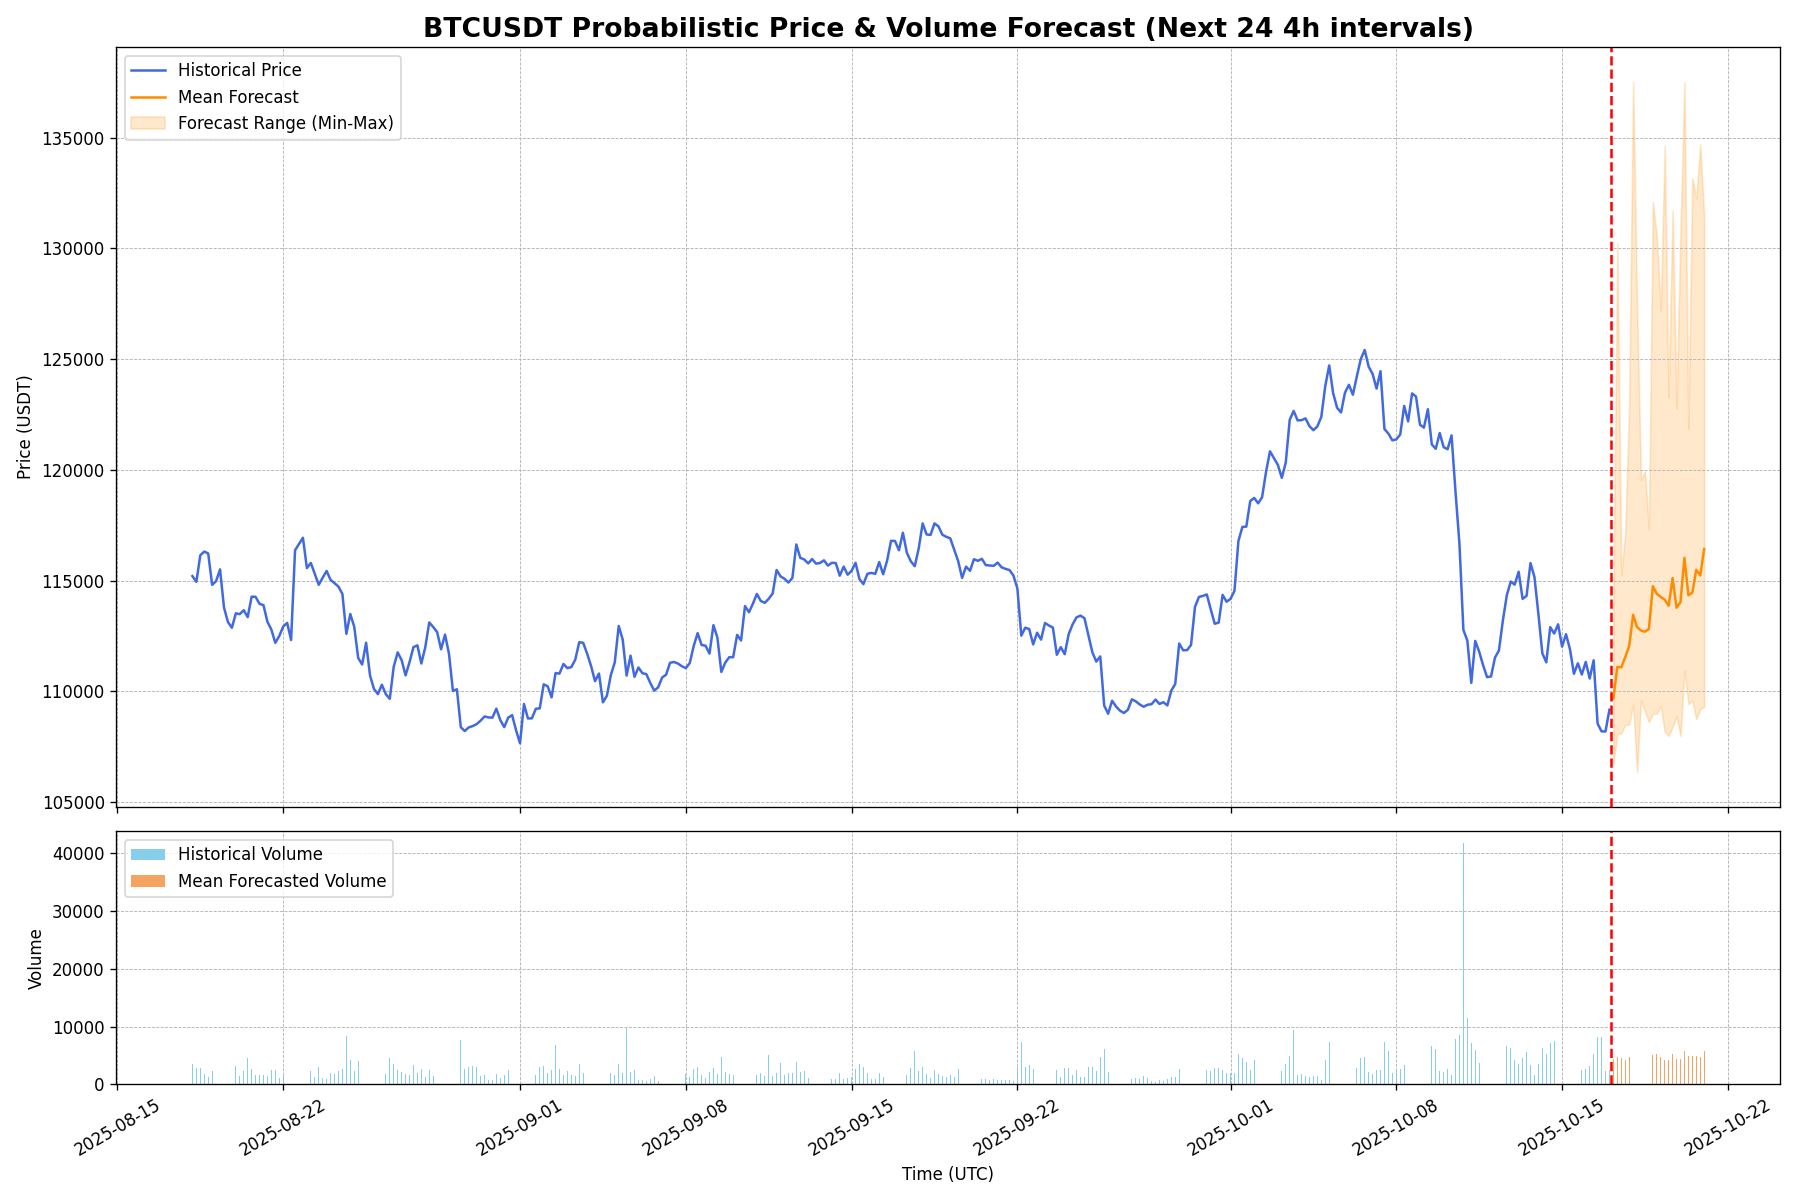 BTCUSDT Probabilistic Price & Volume Forecast (Next 24 4h intervals)
Historical Price
Mean Forecast
Forecast Range (Min-Max)
Price (USDT)
135000
130000
125000
120000
115000
110000
105000
Historical Volume
Mean Forecasted Volume
Volume
40000
30000
20000
10000
0
2025-08-15
2025-08-22
2025-09-01
2025-09-08
2025-09-15
2025-09-22
2025-10-01
2025-10-08
2025-10-15
2025-10-22
Time (UTC)